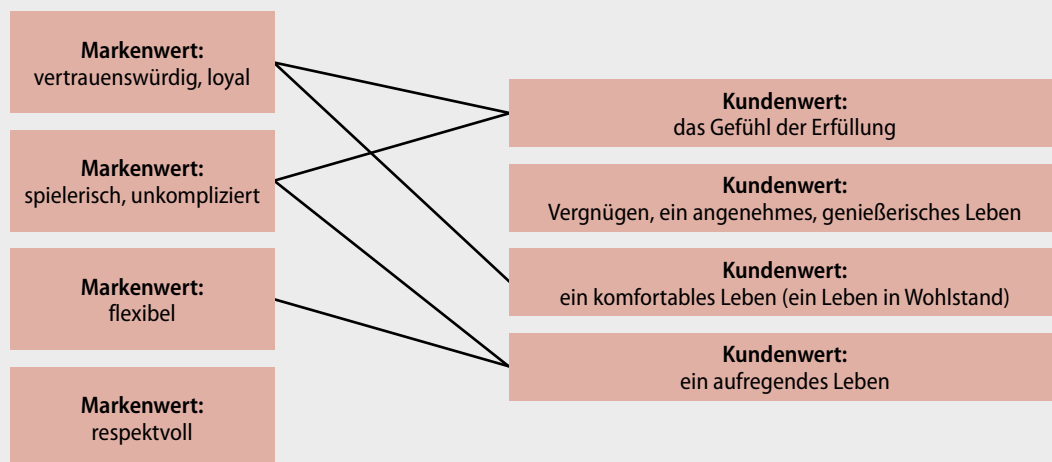 Markenwert:
vertrauenswürdig, loyal
Markenwert:
spielerisch, unkompliziert
Markenwert:
flexibel
Markenwert:
respektvoll
Kundenwert:
das Gefühl der Erfüllung
Kundenwert:
Vergnügen, ein angenehmes, genießerisches Leben
Kundenwert:
ein komfortables Leben (ein Leben in Wohlstand)
Kundenwert:
ein aufregendes Leben